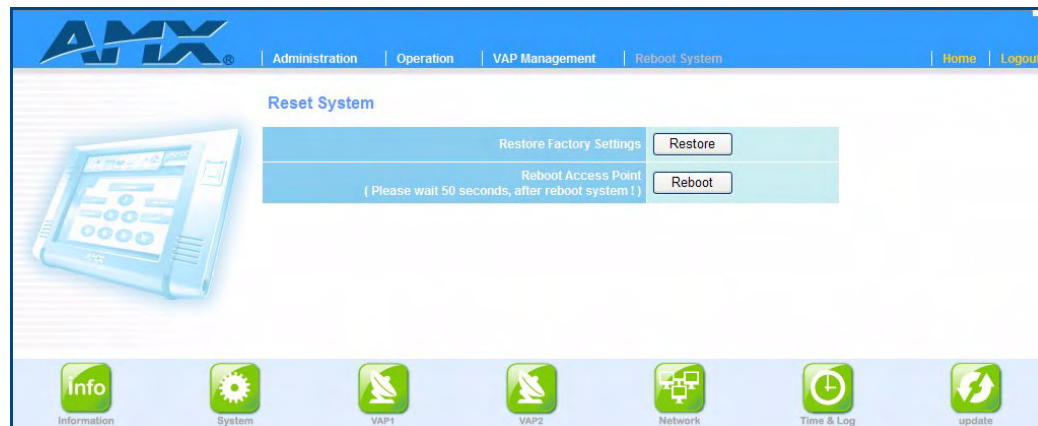 AMX®
Administration | Operation | VAP Management | Reboot System | Home | Logout
Reset System
Restore Factory Settings Restore
Reboot Access Point
( Please wait 50 seconds, after reboot system ! ) Reboot
AMX
info
Information System VAP1 VAP2 Network Time & Log update